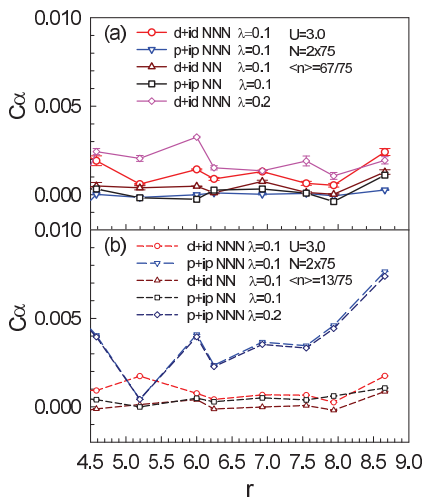 (a)
d+id NNN λ=0.1 U=3.0
p+ip NNN λ=0.1 N=2x75
d+id NN λ=0.1 <n>=67/75
p+ip NN λ=0.1
d+id NNN λ=0.2
Cα
0.010
0.005
0.000
0.010
(b)
d+id NNN λ=0.1 U=3.0
p+ip NNN λ=0.1 N=2x75
d+id NN λ=0.1 <n>=13/75
p+ip NN λ=0.1
p+ip NNN λ=0.2
Cα
0.005
0.000
4.5 5.0 5.5 6.0 6.5 7.0 7.5 8.0 8.5 9.0
r